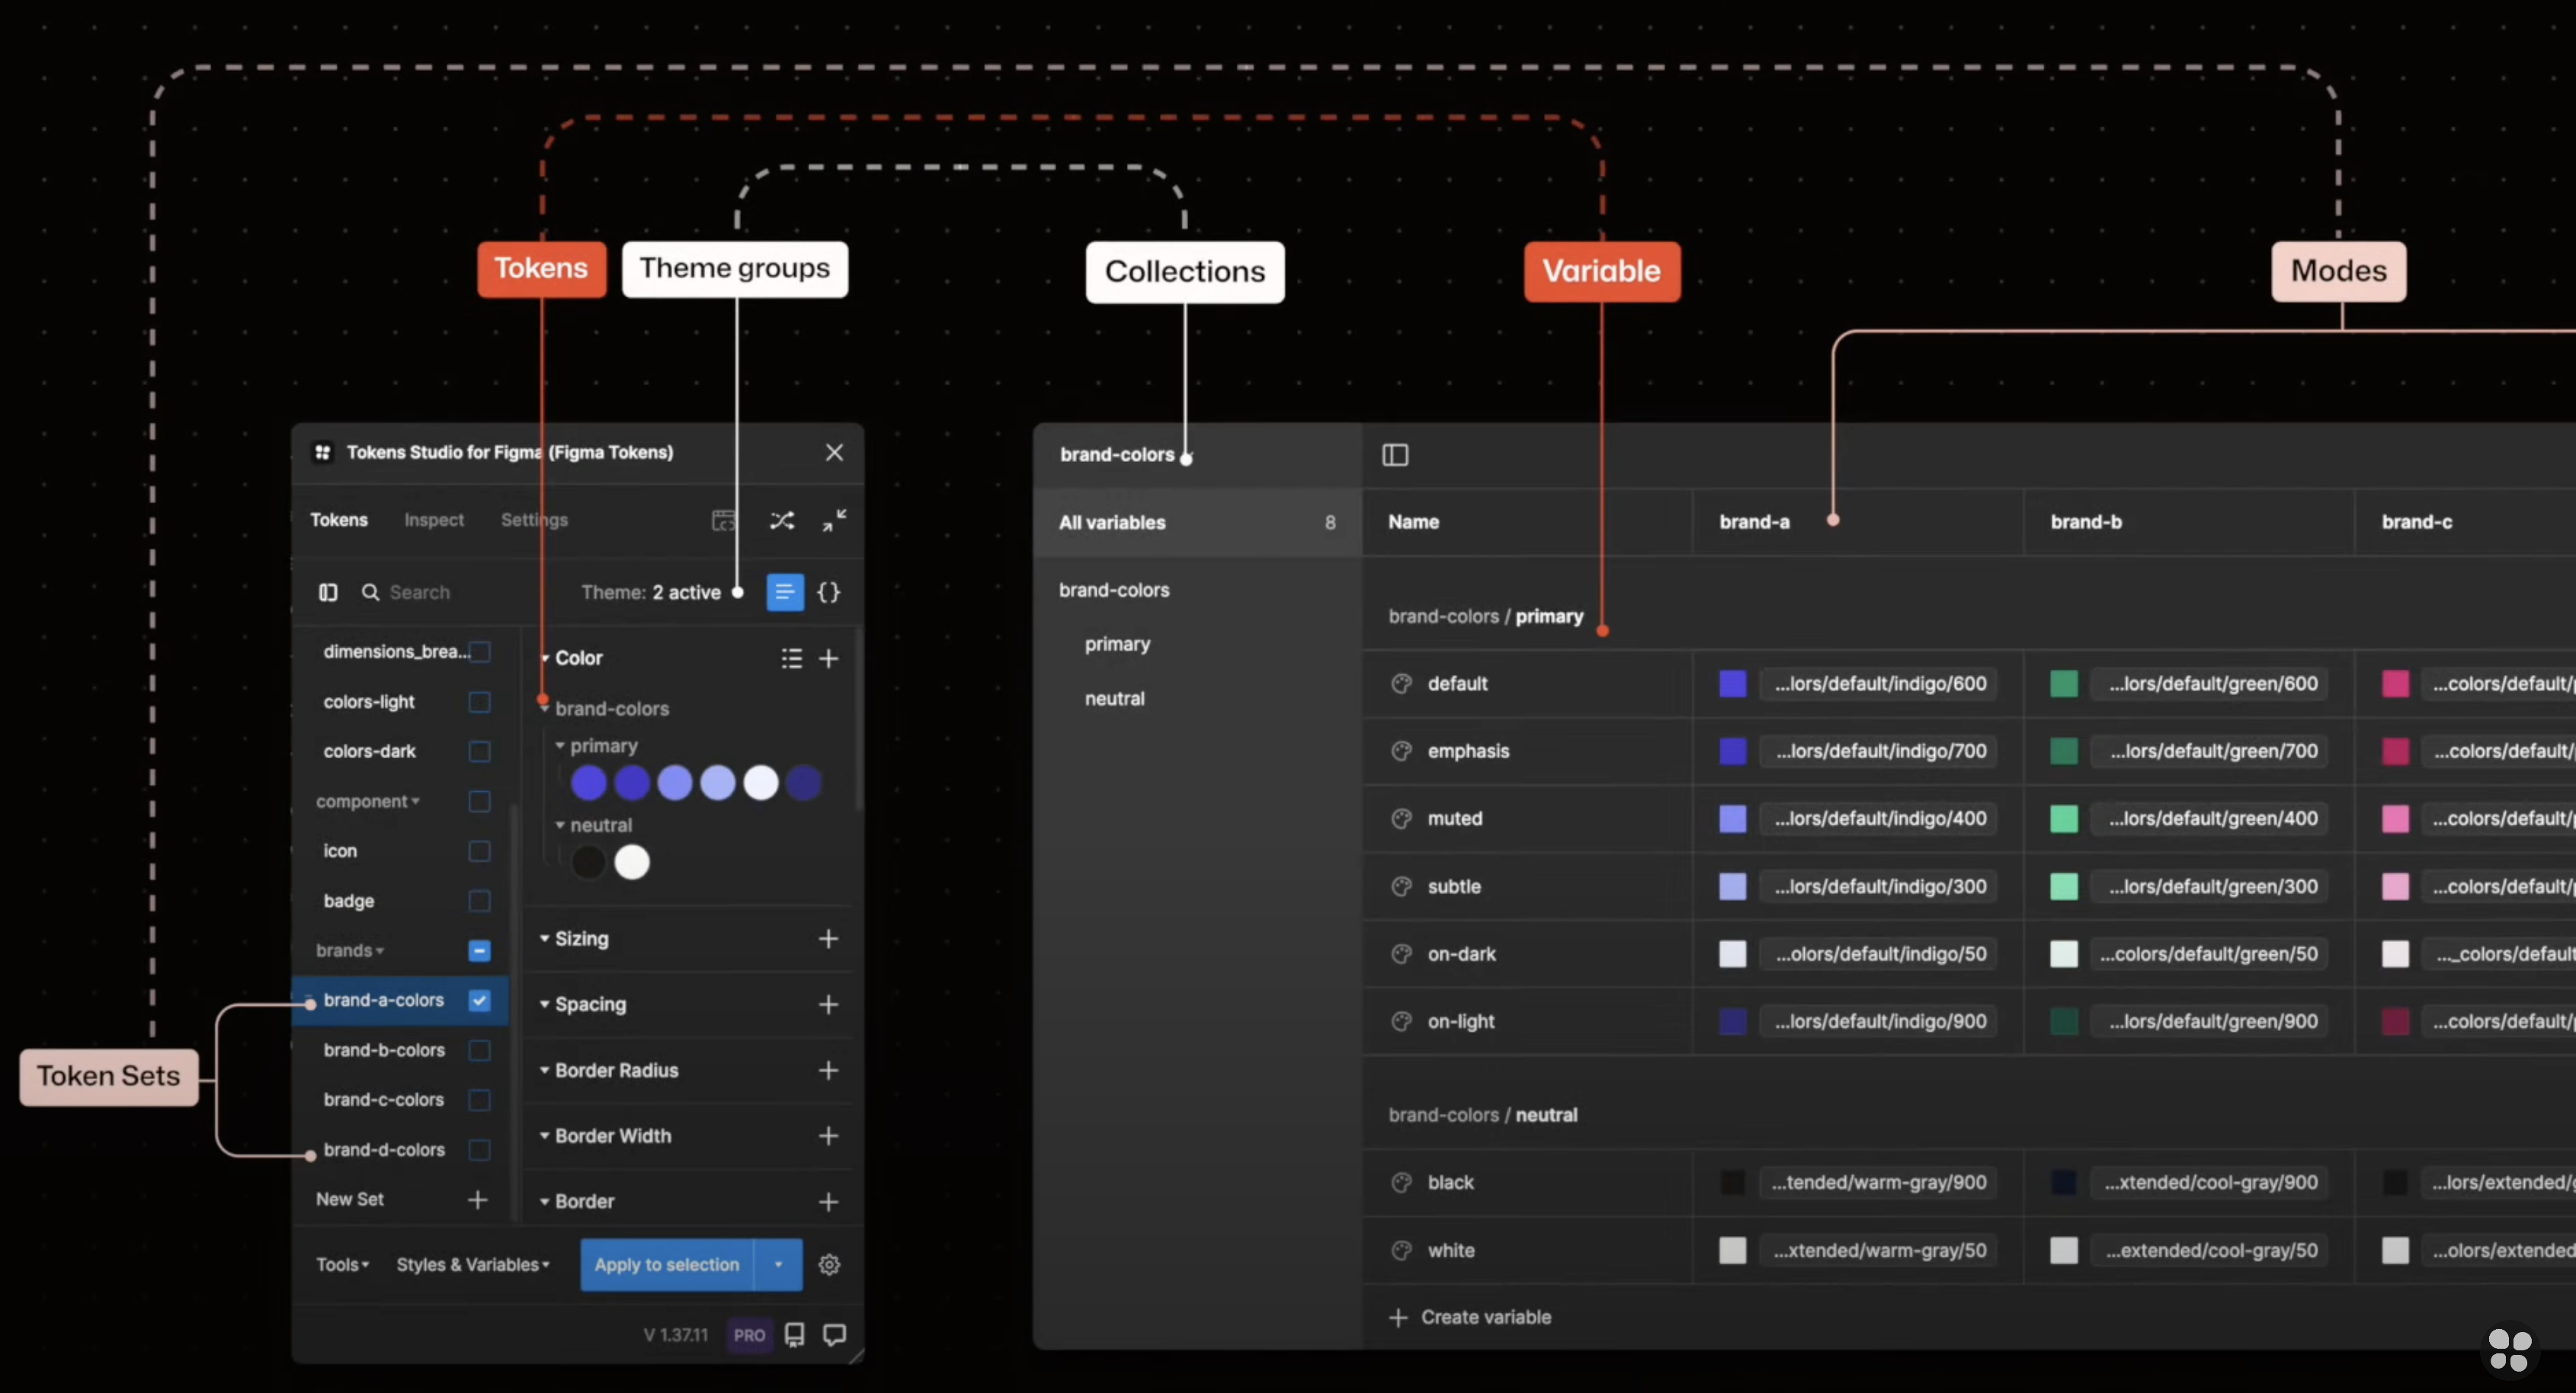 Tokens
Theme groups
Collections
Variable
Modes
Token Sets
Tokens Studio for Figma (Figma Tokens)
Tokens Inspect Settings
Search
Theme: 2 active
dimensions_brea...
colors-light
colors-dark
component
icon
badge
brands
brand-a-colors
brand-b-colors
brand-c-colors
brand-d-colors
New Set
Color
brand-colors
primary
neutral
Sizing
Spacing
Border Radius
Border Width
Border
Tools
Styles & Variables
Apply to selection
V 1.37.11
PRO
brand-colors
All variables 8
brand-colors
primary
neutral
Name brand-a brand-b brand-c
brand-colors / primary
default ...lors/default/indigo/600 ...lors/default/green/600 ...colors/default/
emphasis ...lors/default/indigo/700 ...lors/default/green/700 ...colors/default/
muted ...lors/default/indigo/400 ...lors/default/green/400 ...colors/default/
subtle ...lors/default/indigo/300 ...lors/default/green/300 ...colors/default/
on-dark ...olors/default/indigo/50 ...colors/default/green/50 ..._colors/default
on-light ...lors/default/indigo/900 ...lors/default/green/900 ...colors/default/
brand-colors / neutral
black ...tended/warm-gray/900 ...xtended/cool-gray/900 ...lors/extended/
white ...xtended/warm-gray/50 ...extended/cool-gray/50 ...olors/extended
Create variable